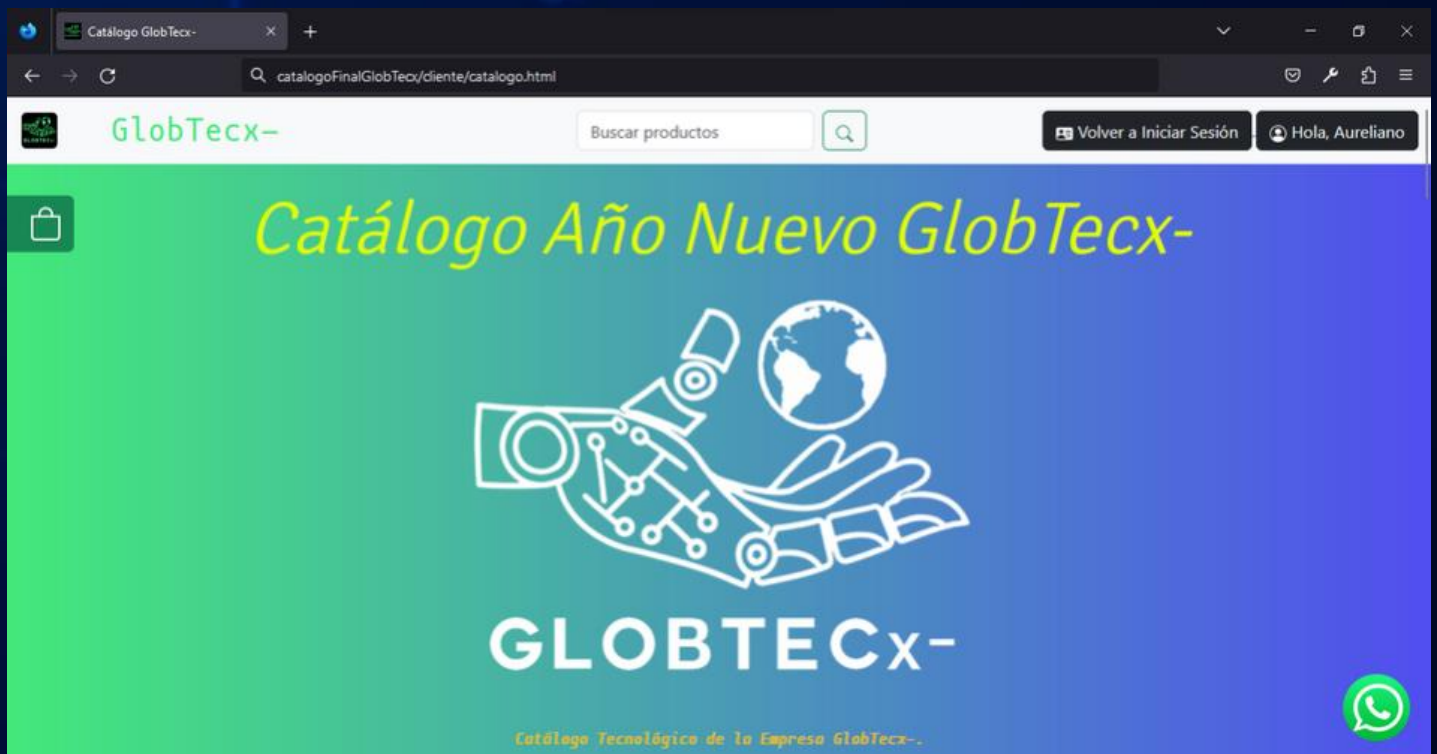 Catálogo GlobTecx-
catalogoFinalGlobTecx/cliente/catalogo.html
GlobTecx-
Buscar productos
Volver a Iniciar Sesión
Hola, Aureliano
Catálogo Año Nuevo GlobTecx-
GLOBTECx-
Catálogo Tecnológico de la Empresa GlobTecx-.